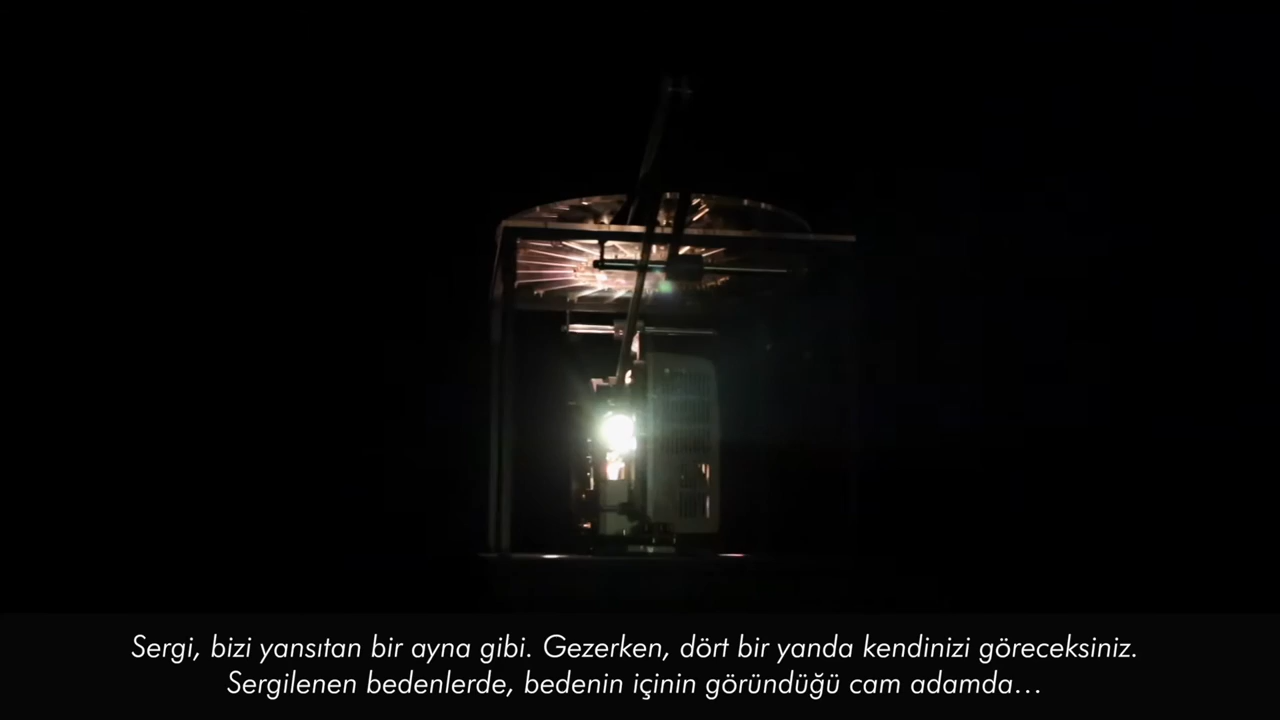 Sergi, bizi yansıtan bir ayna gibi. Gezerken, dört bir yanda kendinizi göreceksiniz.
Sergilenen bedenlerde, bedenin içinin göründüğü cam adamda...